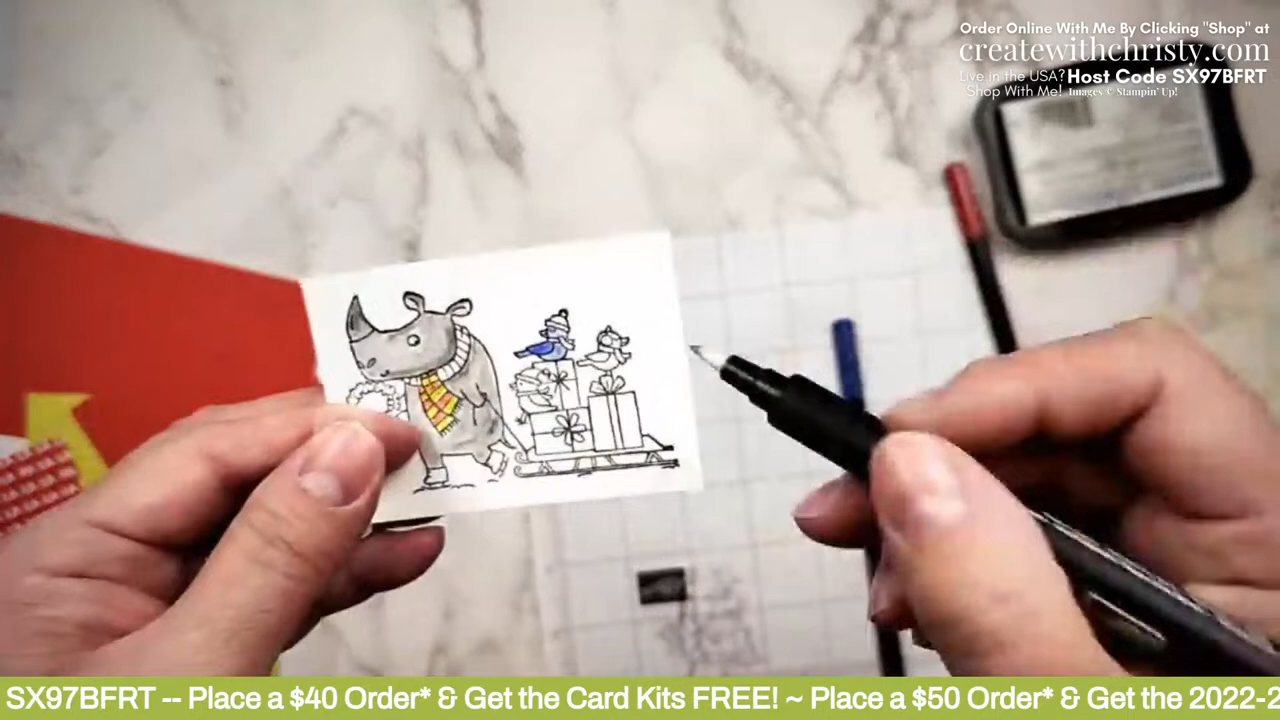 Order Online With Me By Clicking "Shop" at
createwithchristy.com
Live in the USA? Host Code SX97BFRT
Shop With Me! Images © Stampin' Up!
SX97BFRT -- Place a $40 Order* & Get the Card Kits FREE! ~ Place a $50 Order* & Get the 2022-2